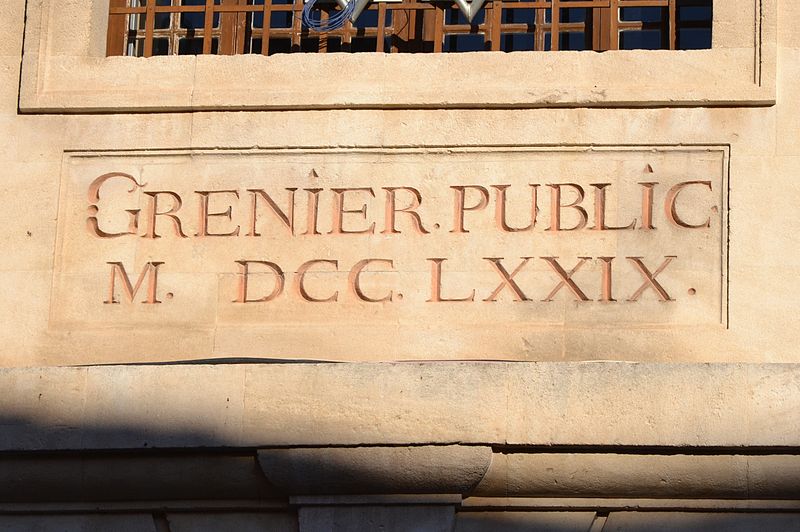 GRENIER. PUBLIC.
M. DCC. LXXIX.